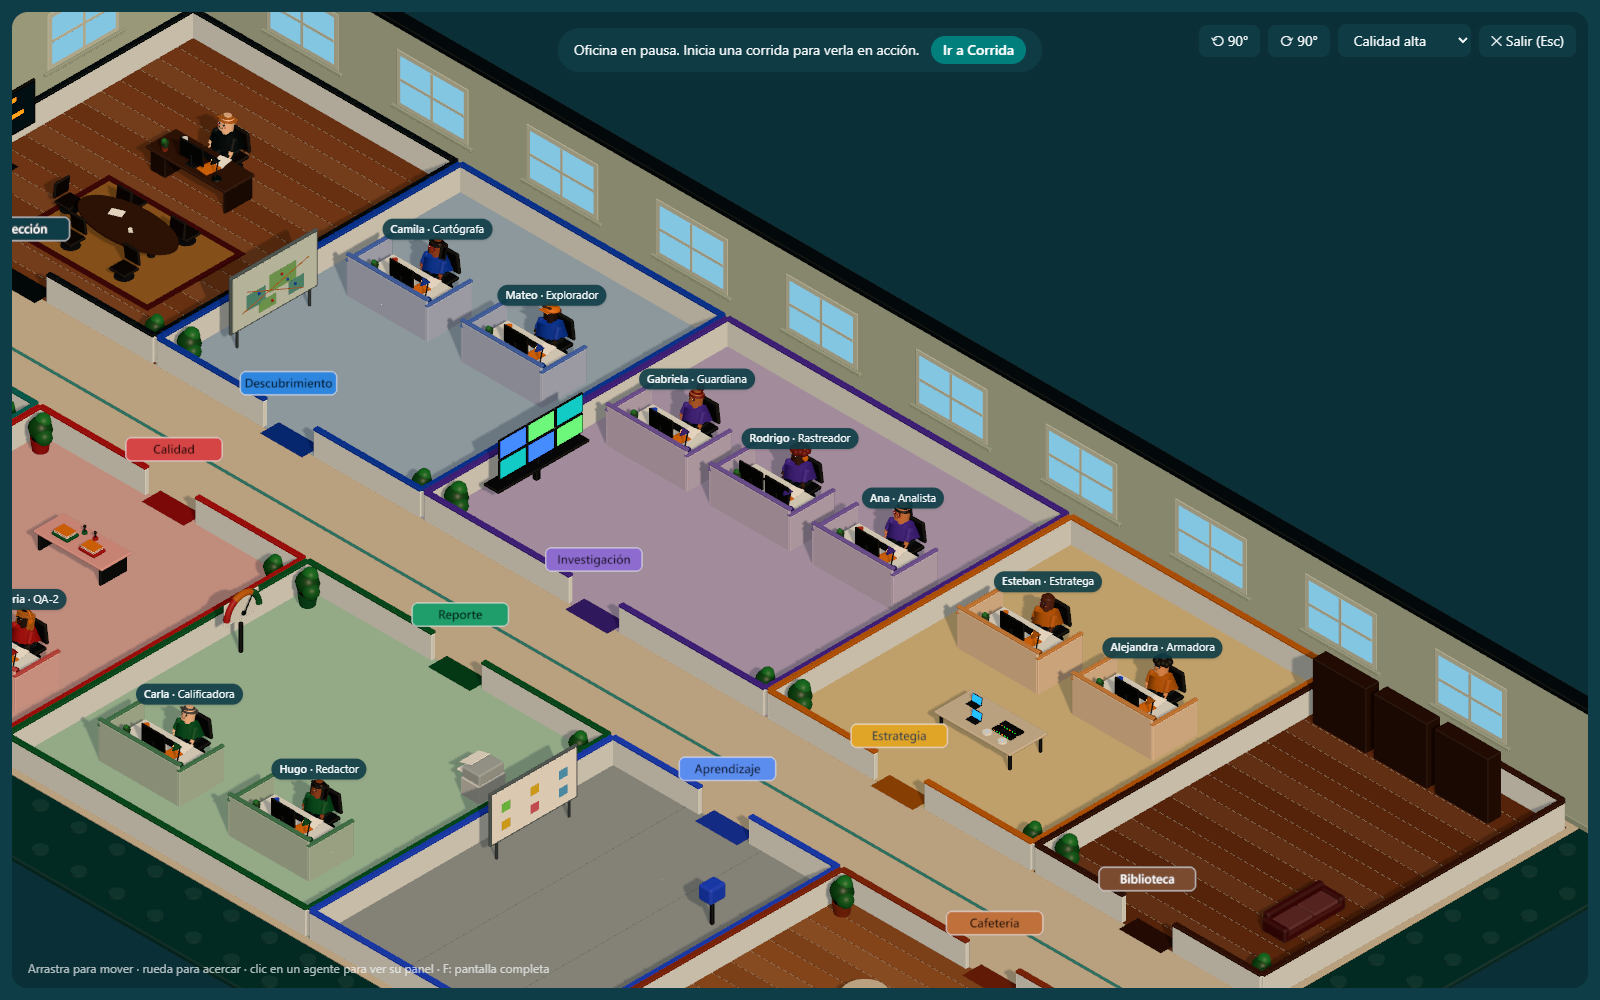 Oficina en pausa. Inicia una corrida para verla en acción.
Ir a Corrida
90°
90°
Calidad alta
Salir (Esc)
ección
Camila · Cartógrafa
Mateo · Explorador
Descubrimiento
Gabriela · Guardiana
Rodrigo · Rastreador
Ana · Analista
Calidad
Investigación
Esteban · Estratega
ria · QA-2
Reporte
Alejandra · Armadora
Carla · Calificadora
Estrategia
Hugo · Redactor
Aprendizaje
Biblioteca
Cafetería
Arrastra para mover · rueda para acercar · clic en un agente para ver su panel · F: pantalla completa